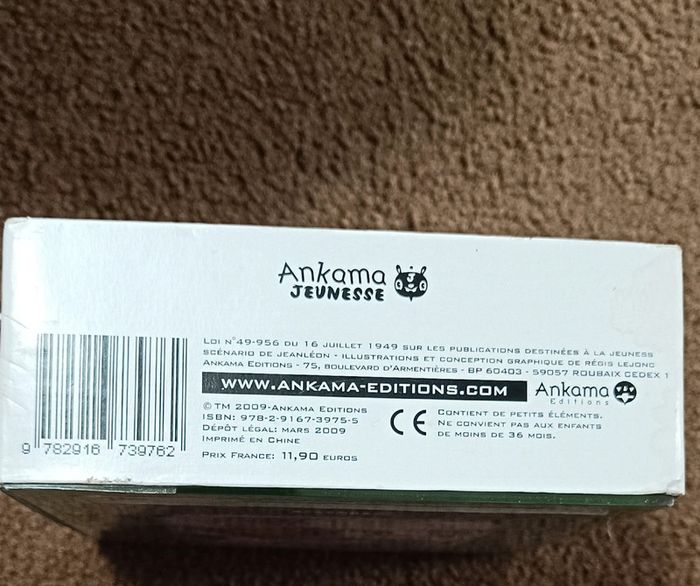 Ankama
JEUNESSE
LOI N°49-956 DU 16 JUILLET 1949 SUR LES PUBLICATIONS DESTINÉES À LA JEUNESS
SCÉNARIO DE JEANLÉON - ILLUSTRATIONS ET CONCEPTION GRAPHIQUE DE RÉGIS LEJONC
ANKAMA EDITIONS - 75, BOULEVARD D'ARMENTIÈRES - BP 60403 - 59057 ROUBAIX CEDEX 1
WWW.ANKAMA-EDITIONS.COM
Ankama
Editions
© TM 2009-ANKAMA EDITIONS
ISBN: 978-2-9167-3975-5
DÉPÔT LÉGAL: MARS 2009
IMPRIMÉ EN CHINE
PRIX FRANCE: 11,90 EUROS
CE
CONTIENT DE PETITS ÉLÉMENTS.
NE CONVIENT PAS AUX ENFANTS
DE MOINS DE 36 MOIS.
9 782916 739762